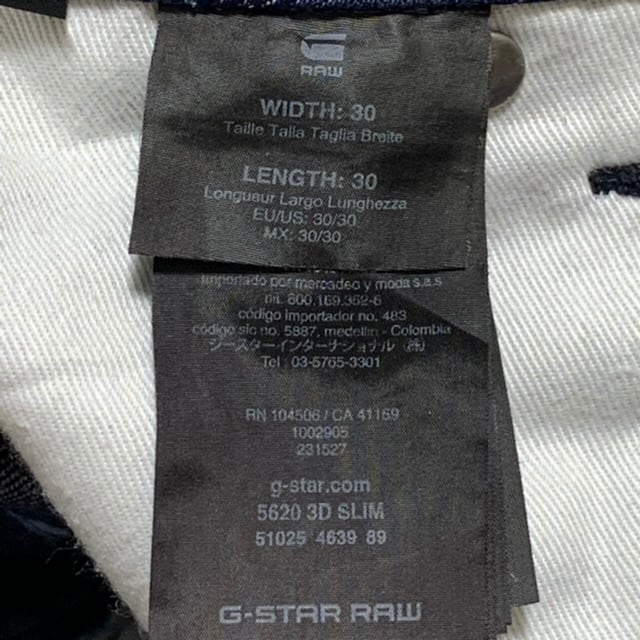 RAW
WIDTH: 30
Taille Talla Taglia Breite
LENGTH: 30
Longueur Largo Lunghezza
EU/US: 30/30
MX: 30/30
importado por mercadeo y moda s.a.s
nit. 800.169.352-6
código importador no. 483
código sic no. 5887, medellín - Colombia
ジースターインターナショナル（株）
Tel : 03-5765-3301
RN 104506 / CA 41169
1002905
231527
g-star.com
5620 3D SLIM
51025 4639 89
G-STAR RAW